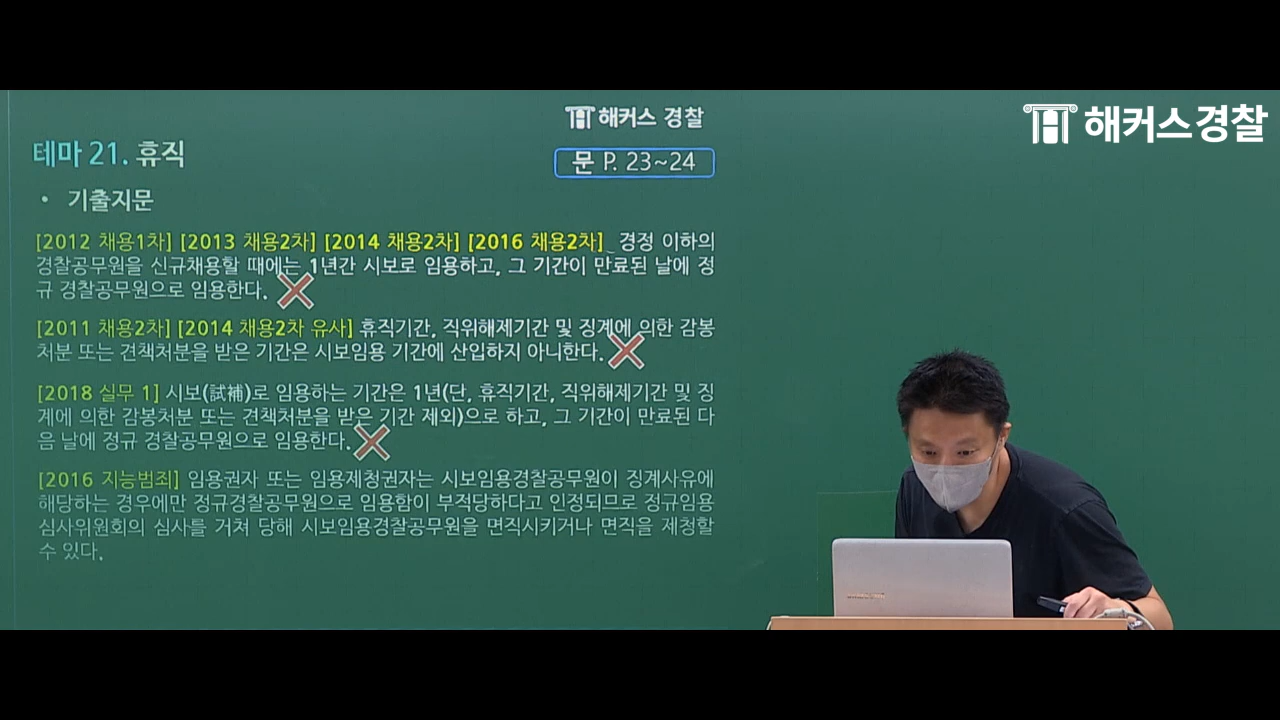 해커스 경찰
해커스경찰
테마 21. 휴직
문 P. 23~24
• 기출지문
[2012 채용1차] [2013 채용2차] [2014 채용2차] [2016 채용2차] 경정 이하의
경찰공무원을 신규채용할 때에는 1년간 시보로 임용하고, 그 기간이 만료된 날에 정
규 경찰공무원으로 임용한다.
[2011 채용2차] [2014 채용2차 유사] 휴직기간, 직위해제기간 및 징계에 의한 감봉
처분 또는 견책처분을 받은 기간은 시보임용 기간에 산입하지 아니한다.
[2018 실무 1] 시보(試補)로 임용하는 기간은 1년(단, 휴직기간, 직위해제기간 및 징
계에 의한 감봉처분 또는 견책처분을 받은 기간 제외)으로 하고, 그 기간이 만료된 다
음 날에 정규 경찰공무원으로 임용한다.
[2016 지능범죄] 임용권자 또는 임용제청권자는 시보임용경찰공무원이 징계사유에
해당하는 경우에만 정규경찰공무원으로 임용함이 부적당하다고 인정되므로 정규임용
심사위원회의 심사를 거쳐 당해 시보임용경찰공무원을 면직시키거나 면직을 제청할
수 있다.